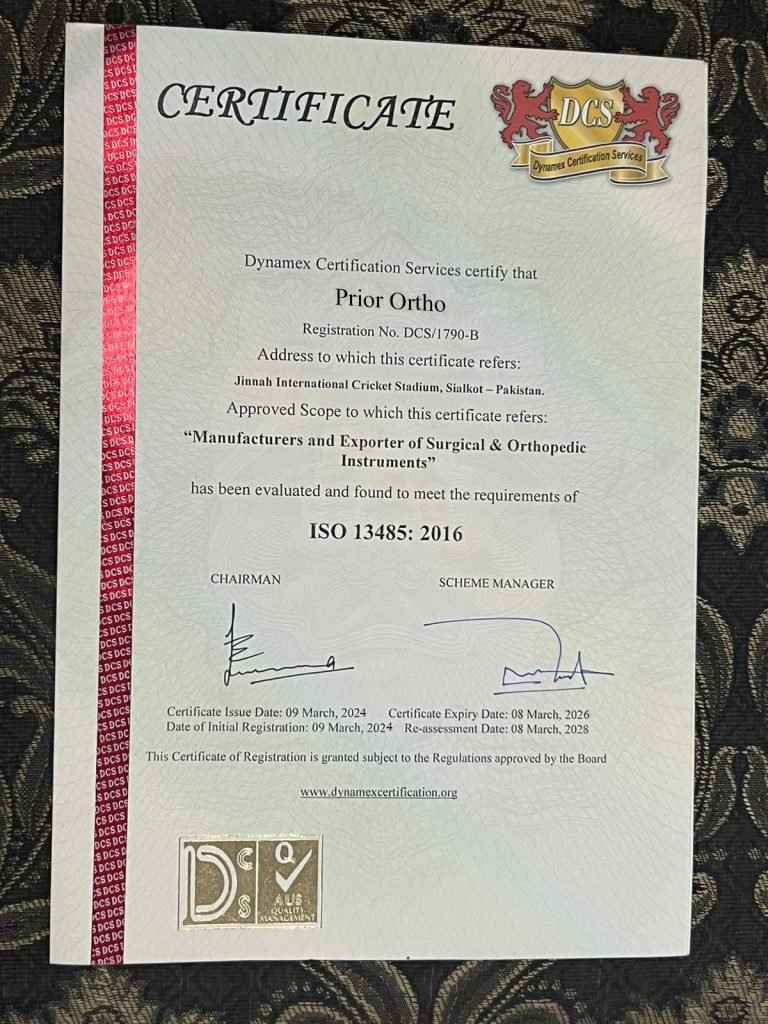 CERTIFICATE
DCS
Dynamex Certification Services
Dynamex Certification Services certify that
Prior Ortho
Registration No. DCS/1790-B
Address to which this certificate refers:
Jinnah International Cricket Stadium, Sialkot – Pakistan.
Approved Scope to which this certificate refers:
“Manufacturers and Exporter of Surgical & Orthopedic
Instruments”
has been evaluated and found to meet the requirements of
ISO 13485: 2016
CHAIRMAN SCHEME MANAGER
Certificate Issue Date: 09 March, 2024 Certificate Expiry Date: 08 March, 2026
Date of Initial Registration: 09 March, 2024 Re-assessment Date: 08 March, 2028
This Certificate of Registration is granted subject to the Regulations approved by the Board
www.dynamexcertification.org
DCS
Q
AUS
QUALITY
MANAGEMENT